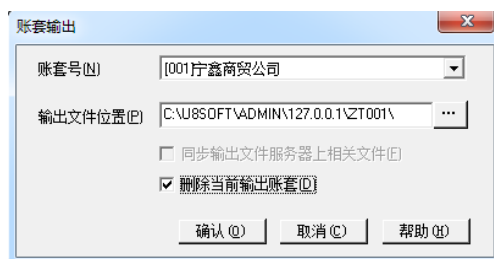 账套输出
账套号(N)
[001]宁鑫商贸公司
输出文件位置(P)
C:\U8SOFT\ADMIN\127.0.0.1\ZT001\
...
同步输出文件服务器上相关文件(E)
删除当前输出账套(D)
确认(O) 取消(C) 帮助(H)